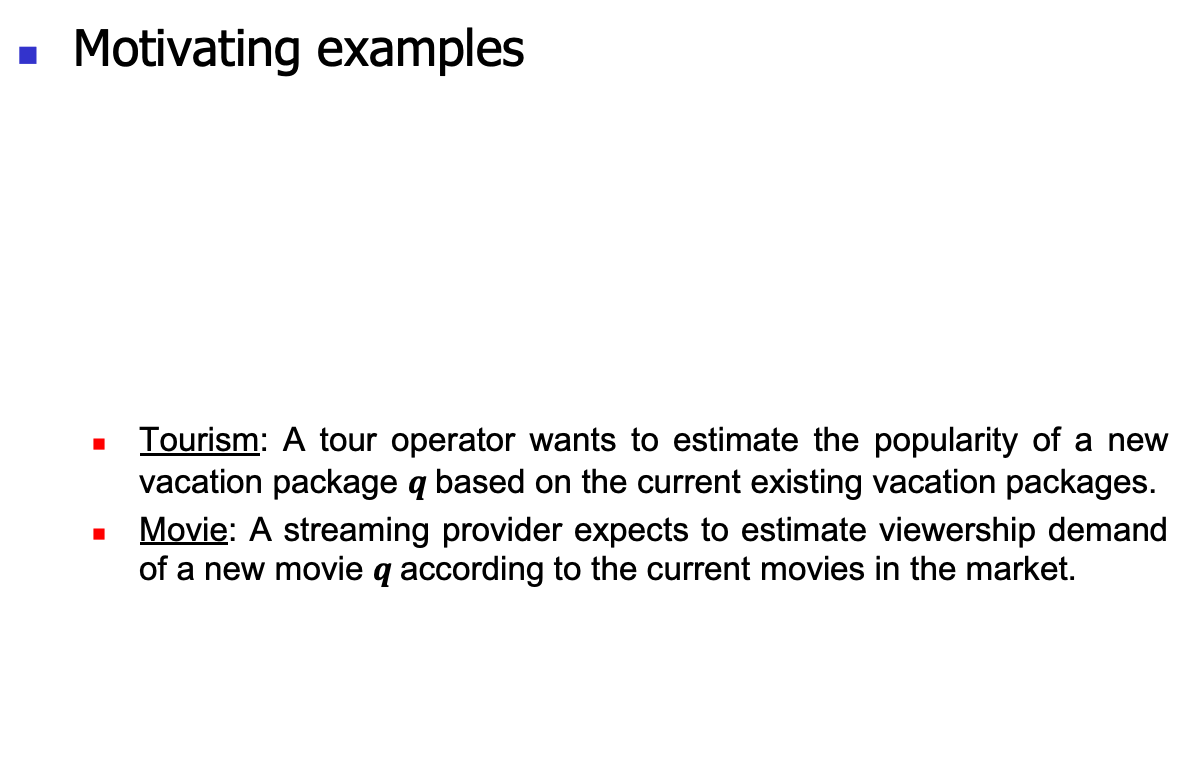 Motivating examples
Tourism: A tour operator wants to estimate the popularity of a new
vacation package q based on the current existing vacation packages.
Movie: A streaming provider expects to estimate viewership demand
of a new movie q according to the current movies in the market.